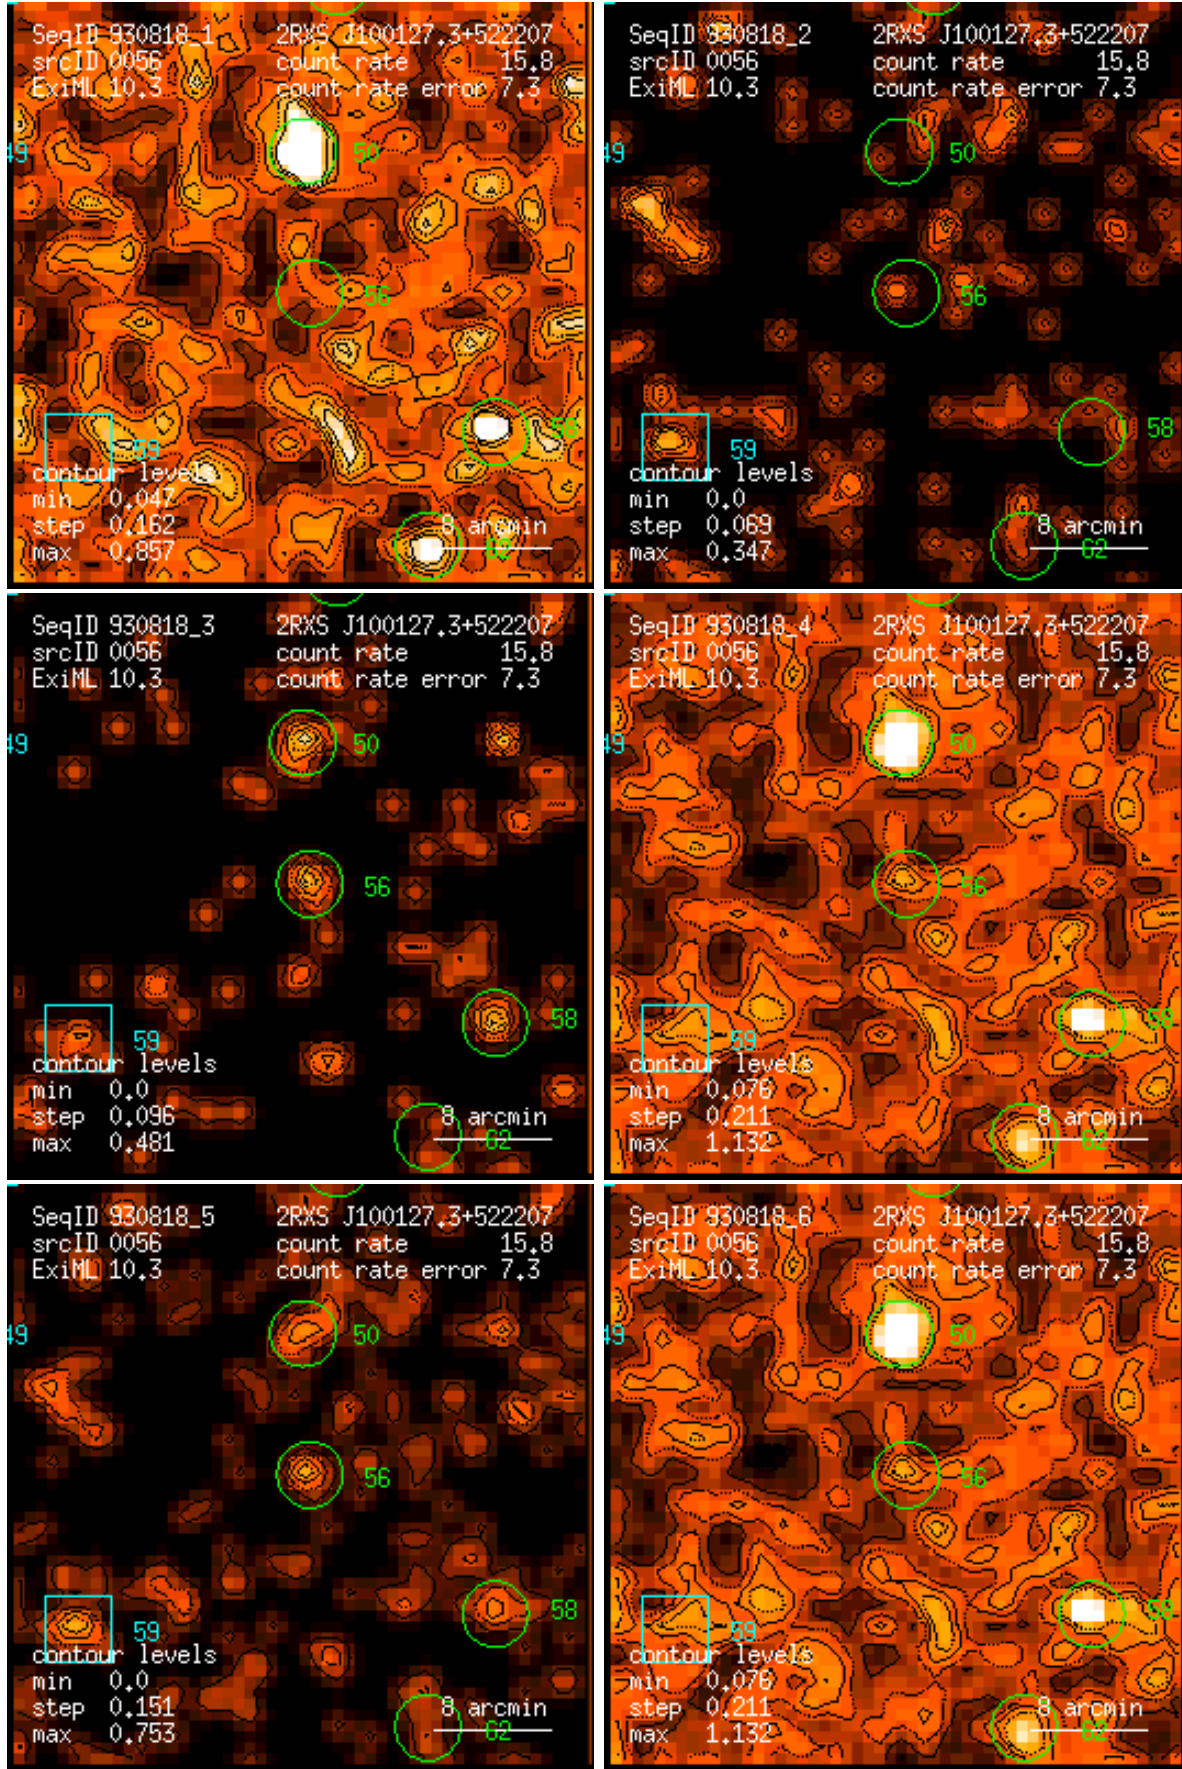 SeqID 930818_1 2RXS J100127.3+522207
srcID 0056 count rate 15.8
ExiML 10.3 count rate error 7.3
49
50
56
58
59
contour levels
min 0.047
step 0.162 8 arcmin
max 0.857 62
SeqID 930818_2 2RXS J100127.3+522207
srcID 0056 count rate 15.8
ExiML 10.3 count rate error 7.3
49
50
56
58
59
contour levels
min 0.0
step 0.069 8 arcmin
max 0.347 62
SeqID 930818_3 2RXS J100127.3+522207
srcID 0056 count rate 15.8
ExiML 10.3 count rate error 7.3
49
50
56
58
59
contour levels
min 0.0
step 0.096 8 arcmin
max 0.481 62
SeqID 930818_4 2RXS J100127.3+522207
srcID 0056 count rate 15.8
ExiML 10.3 count rate error 7.3
49
50
56
58
59
contour levels
min 0.076
step 0.211 8 arcmin
max 1.132 62
SeqID 930818_5 2RXS J100127.3+522207
srcID 0056 count rate 15.8
ExiML 10.3 count rate error 7.3
49
50
56
58
59
contour levels
min 0.0
step 0.151 8 arcmin
max 0.753 62
SeqID 930818_6 2RXS J100127.3+522207
srcID 0056 count rate 15.8
ExiML 10.3 count rate error 7.3
49
50
56
58
59
contour levels
min 0.076
step 0.211 8 arcmin
max 1.132 62